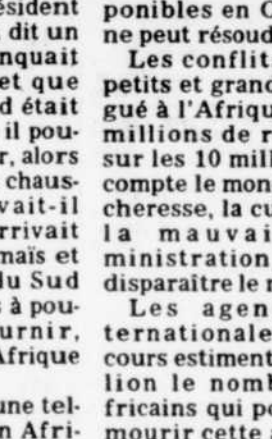 ésident
dit un
nquait
et que
d était
il pou-
r, alors
chaus-
vait-il
rrivait
maïs et
du Sud
s à pou-
urnir,
Afrique
une tel-
n Afri-
ponibles en C
ne peut résoud
Les conflit
petits et grand
gué à l'Afriqu
millions de r
sur les 10 mill
compte le mon
cheresse, la cu
la mauvai
ministration
disparaître le r
Les agen
ternationale
cours estiment
lion le nomb
fricains qui po
mourir cette